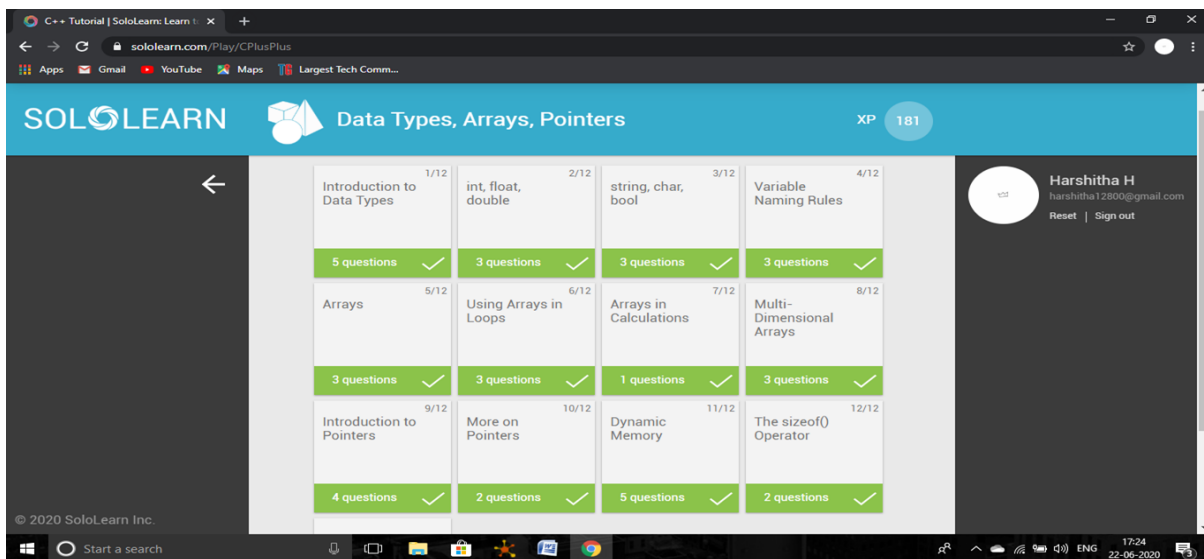 C++ Tutorial | SoloLearn: Learn t
sololearn.com/Play/CPlusPlus
Apps Gmail YouTube Maps Largest Tech Comm...
SOLOLEARN
Data Types, Arrays, Pointers
XP 181
1/12
Introduction to
Data Types
5 questions
2/12
int, float,
double
3 questions
3/12
string, char,
bool
3 questions
4/12
Variable
Naming Rules
3 questions
5/12
Arrays
3 questions
6/12
Using Arrays in
Loops
3 questions
7/12
Arrays in
Calculations
1 questions
8/12
Multi-
Dimensional
Arrays
3 questions
9/12
Introduction to
Pointers
4 questions
10/12
More on
Pointers
2 questions
11/12
Dynamic
Memory
5 questions
12/12
The sizeof()
Operator
2 questions
Harshitha H
harshitha12800@gmail.com
Reset | Sign out
© 2020 SoloLearn Inc.
Start a search
ENG
17:24
22-06-2020